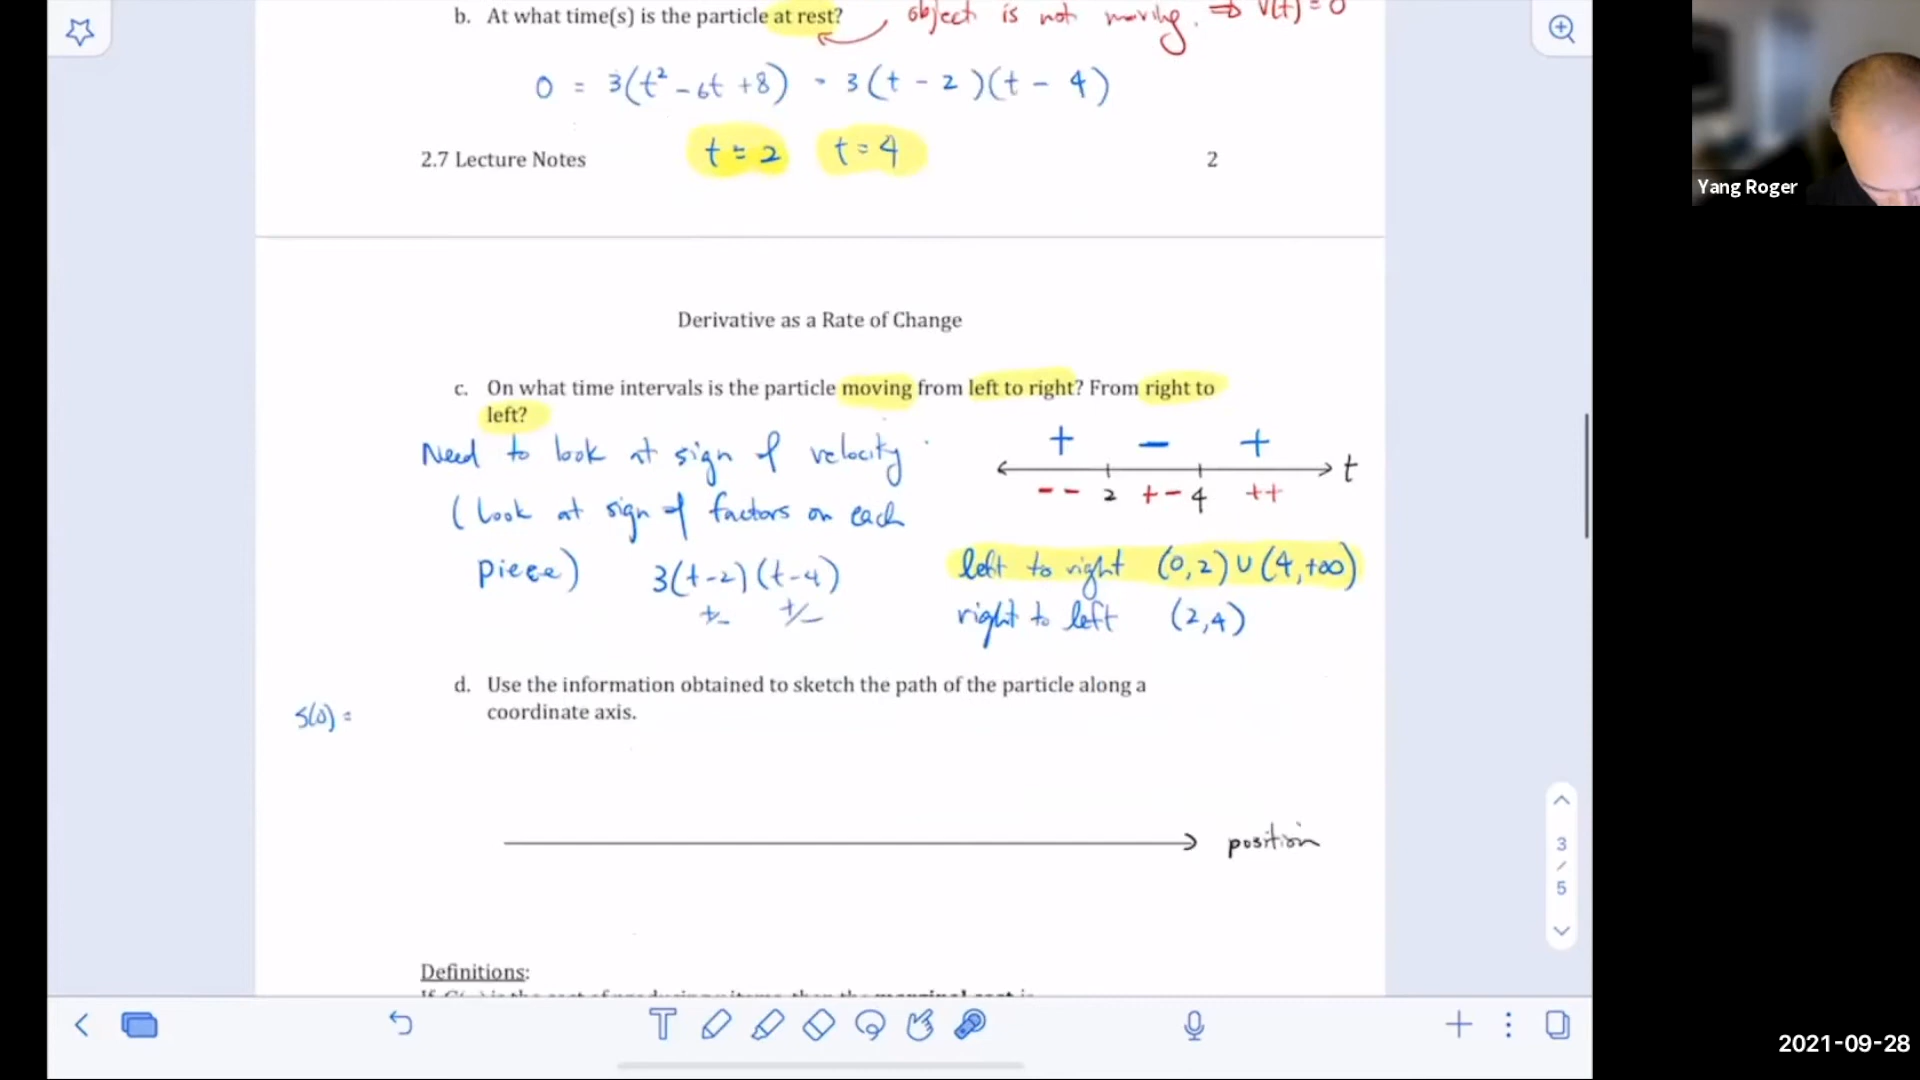 b. At what time(s) is the particle at rest? object is not moving. ⇒ v(t) = 0
0 = 3(t² - 6t + 8) = 3(t - 2)(t - 4)
t = 2 t = 4
2.7 Lecture Notes 2
Yang Roger
Derivative as a Rate of Change
c. On what time intervals is the particle moving from left to right? From right to
left?
Need to look at sign of velocity.
(look at sign of factors on each
piece) 3(t-2)(t-4)
+/- +/-
+ - +
t
- - 2 + - 4 + +
left to right (0,2) ∪ (4,+∞)
right to left (2,4)
d. Use the information obtained to sketch the path of the particle along a
coordinate axis.
s(0) =
position
3
/
5
Definitions:
T
2021-09-28